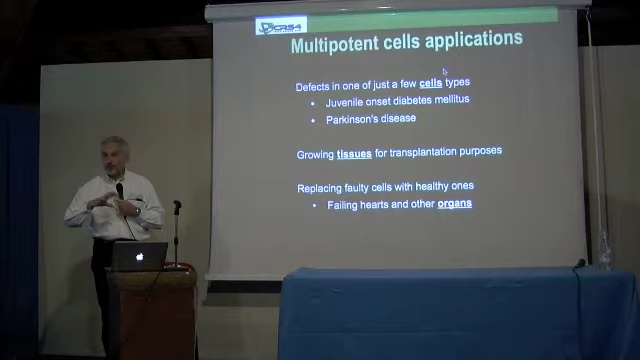 CRS4
Multipotent cells applications
Defects in one of just a few cells types
• Juvenile onset diabetes mellitus
• Parkinson's disease
Growing tissues for transplantation purposes
Replacing faulty cells with healthy ones
• Failing hearts and other organs